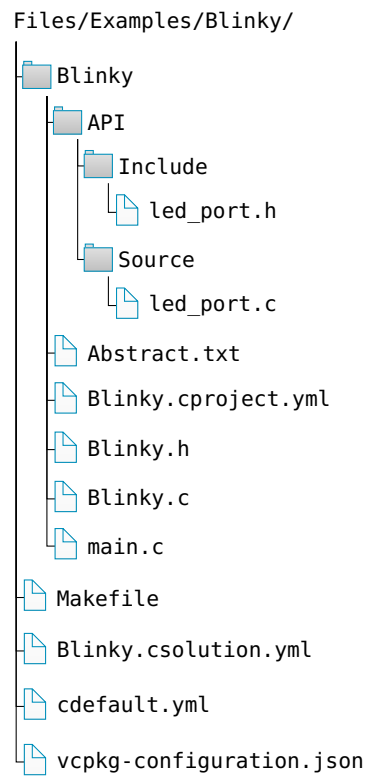 Files/Examples/Blinky/
Blinky
API
Include
led_port.h
Source
led_port.c
Abstract.txt
Blinky.cproject.yml
Blinky.h
Blinky.c
main.c
Makefile
Blinky.csolution.yml
cdefault.yml
vcpkg-configuration.json